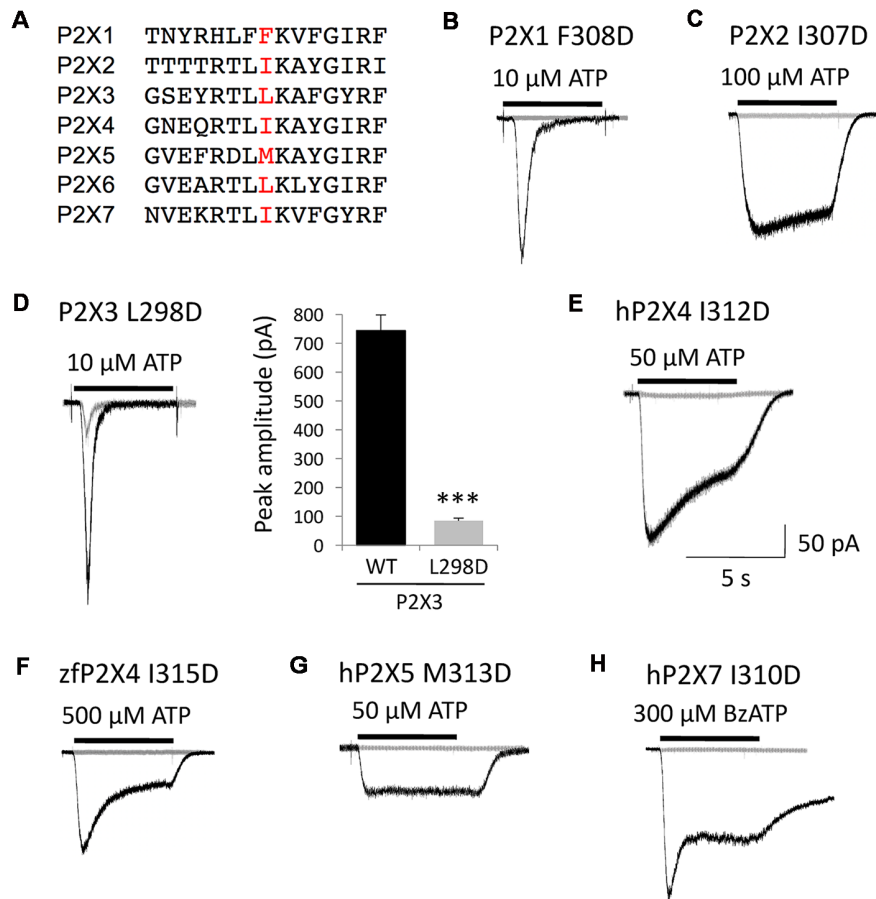 A
P2X1 TNYRHLFFKVFGIRF
P2X2 TTTTRTLIKAYGIRI
P2X3 GSEYRTLLKAFGYRF
P2X4 GNEQRTLIKAYGIRF
P2X5 GVEFRDLMKAYGIRF
P2X6 GVEARTLLKLYGIRF
P2X7 NVEKRTLIKVFGYRF
B
P2X1 F308D
10 µM ATP
C
P2X2 I307D
100 µM ATP
D
P2X3 L298D
10 µM ATP
Peak amplitude (pA)
800
700
600
500
400
300
200
100
0
***
WT L298D
P2X3
E
hP2X4 I312D
50 µM ATP
50 pA
5 s
F
zfP2X4 I315D
500 µM ATP
G
hP2X5 M313D
50 µM ATP
H
hP2X7 I310D
300 µM BzATP